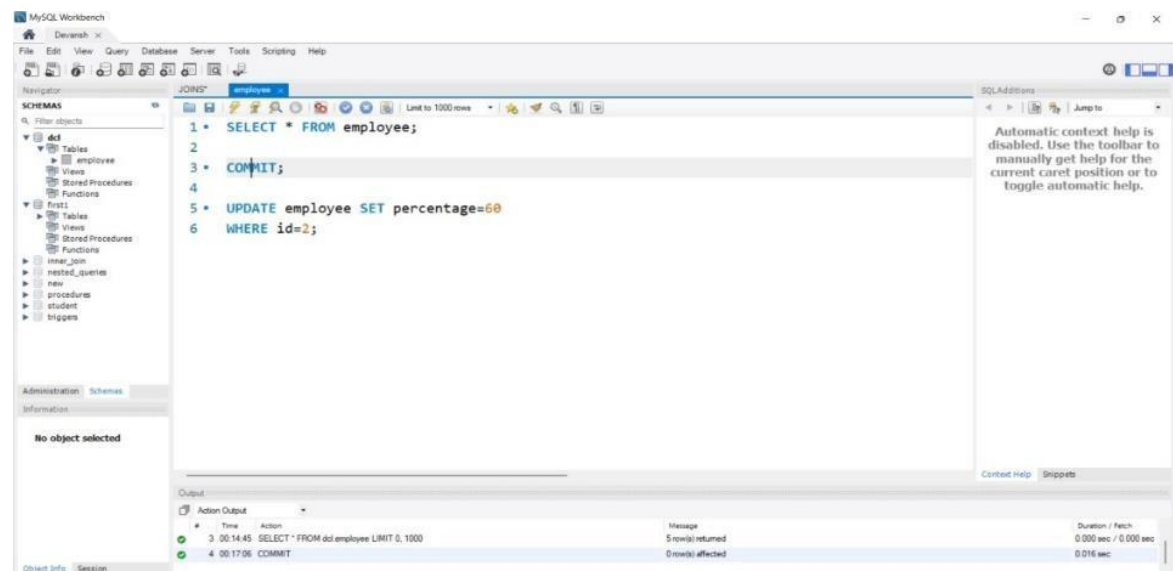 MySQL Workbench
Devansh
File Edit View Query Database Server Tools Scripting Help
Navigator
SCHEMAS
Filter objects
dcl
Tables
employee
Views
Stored Procedures
Functions
first1
Tables
Views
Stored Procedures
Functions
inner_join
nested_queries
new
procedures
student
triggers
Administration Schemas
Information
No object selected
Object Info Session
JOINS* employee
Limit to 1000 rows
1 SELECT * FROM employee;
2
3 COMMIT;
4
5 UPDATE employee SET percentage=60
6 WHERE id=2;
Output
Action Output
# Time Action Message Duration / Fetch
3 00:14:45 SELECT * FROM dcl.employee LIMIT 0, 1000 5 row(s) returned 0.000 sec / 0.000 sec
4 00:17:06 COMMIT 0 row(s) affected 0.016 sec
SQLAdditions
Jump to
Automatic context help is
disabled. Use the toolbar to
manually get help for the
current caret position or to
toggle automatic help.
Context Help Snippets